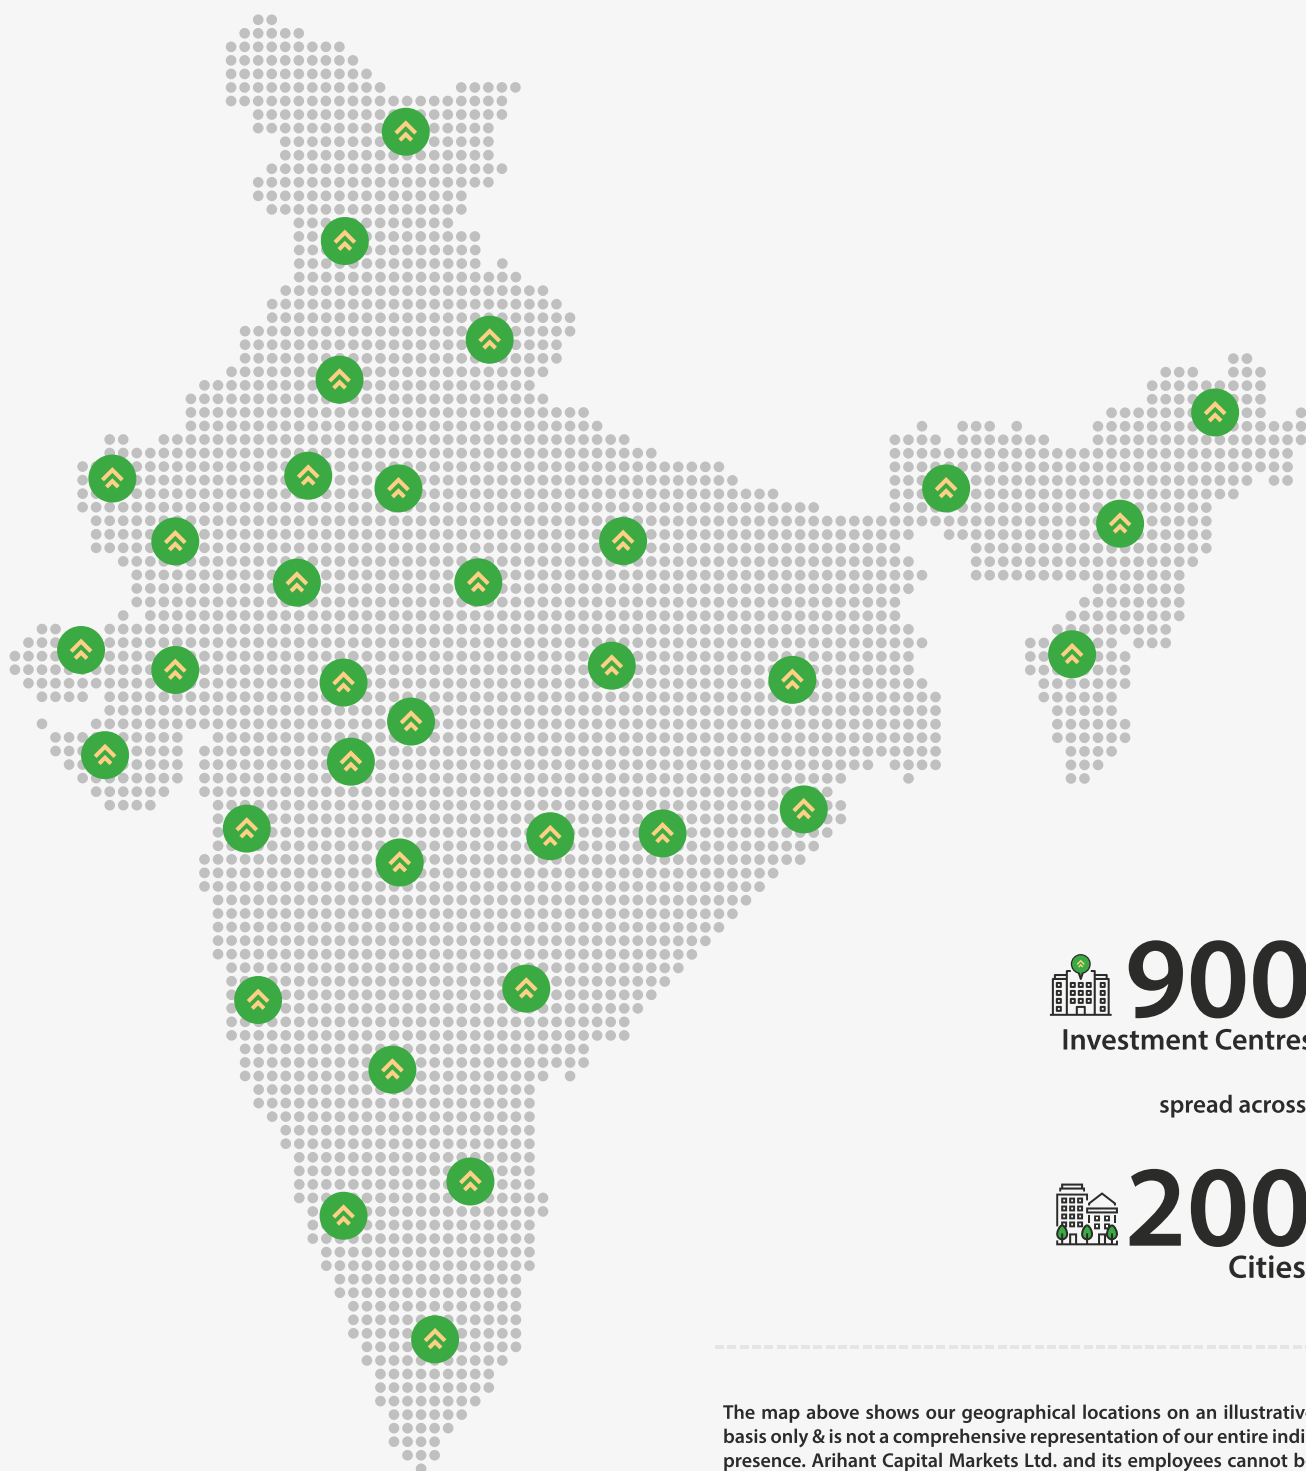 900
Investment Centres
spread across
200
Cities
The map above shows our geographical locations on an illustrativ
basis only & is not a comprehensive representation of our entire indi
presence. Arihant Capital Markets Ltd. and its employees cannot b